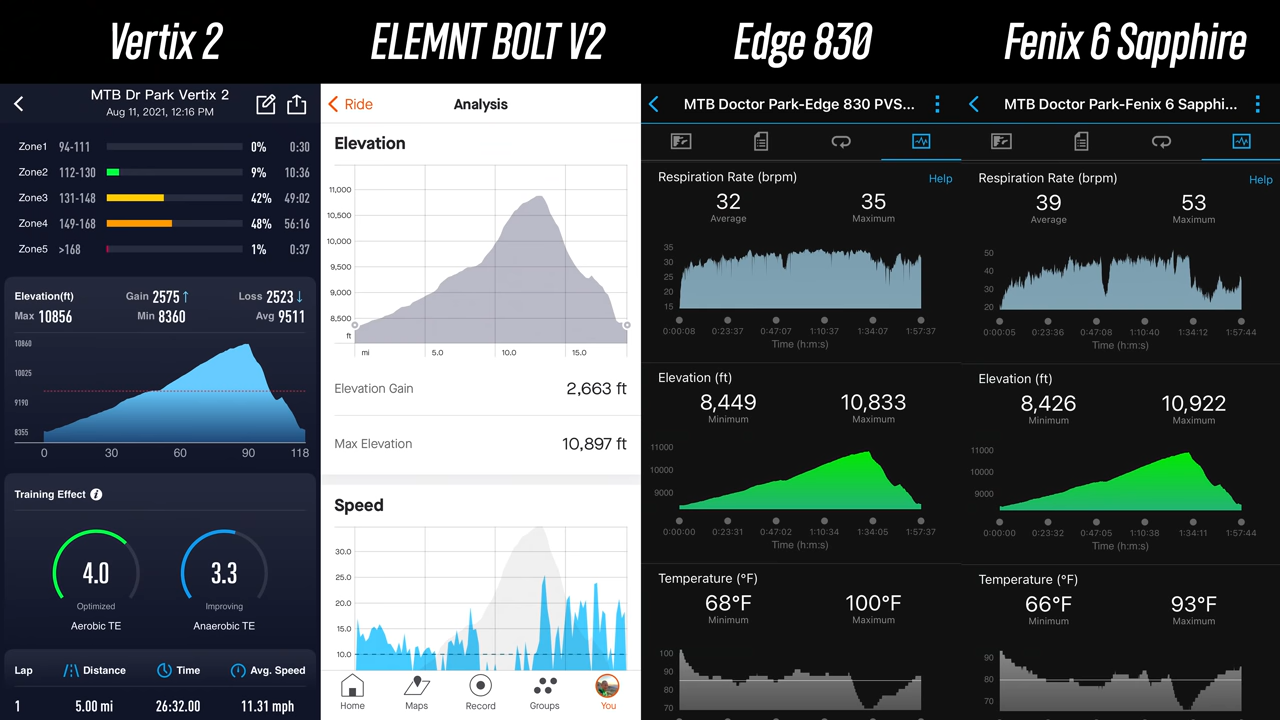 Vertix 2
MTB Dr Park Vertix 2
Aug 11, 2021, 12:16 PM
Zone1 94-111 0% 0:30
Zone2 112-130 9% 10:36
Zone3 131-148 42% 49:02
Zone4 149-168 48% 56:16
Zone5 >168 1% 0:37
Elevation(ft) Gain 2575 ↑ Loss 2523 ↓
Max 10856 Min 8360 Avg 9511
10860
10025
9190
8355
0 30 60 90 118
Training Effect i
4.0 3.3
Optimized Improving
Aerobic TE Anaerobic TE
Lap Distance Time Avg. Speed
1 5.00 mi 26:32.00 11.31 mph
ELEMNT BOLT V2
Ride Analysis
Elevation
11,000
10,500
10,000
9,500
9,000
8,500
ft
mi 5.0 10.0 15.0
Elevation Gain 2,663 ft
Max Elevation 10,897 ft
Speed
30.0
25.0
20.0
15.0
10.0
Home Maps Record Groups You
Edge 830
MTB Doctor Park-Edge 830 PVS...
Respiration Rate (brpm) Help
32 35
Average Maximum
35
30
25
20
15
0:00:08 0:23:37 0:47:07 1:10:37 1:34:07 1:57:37
Time (h:m:s)
Elevation (ft)
8,449 10,833
Minimum Maximum
11000
10000
9000
0:00:00 0:23:31 0:47:02 1:10:34 1:34:05 1:57:37
Time (h:m:s)
Temperature (°F)
68°F 100°F
Minimum Maximum
100
90
80
70
Fenix 6 Sapphire
MTB Doctor Park-Fenix 6 Sapphi...
Respiration Rate (brpm) Help
39 53
Average Maximum
50
40
30
20
0:00:05 0:23:36 0:47:08 1:10:40 1:34:12 1:57:44
Time (h:m:s)
Elevation (ft)
8,426 10,922
Minimum Maximum
11000
10000
9000
0:00:00 0:23:32 0:47:05 1:10:38 1:34:11 1:57:44
Time (h:m:s)
Temperature (°F)
66°F 93°F
Minimum Maximum
90
80
70